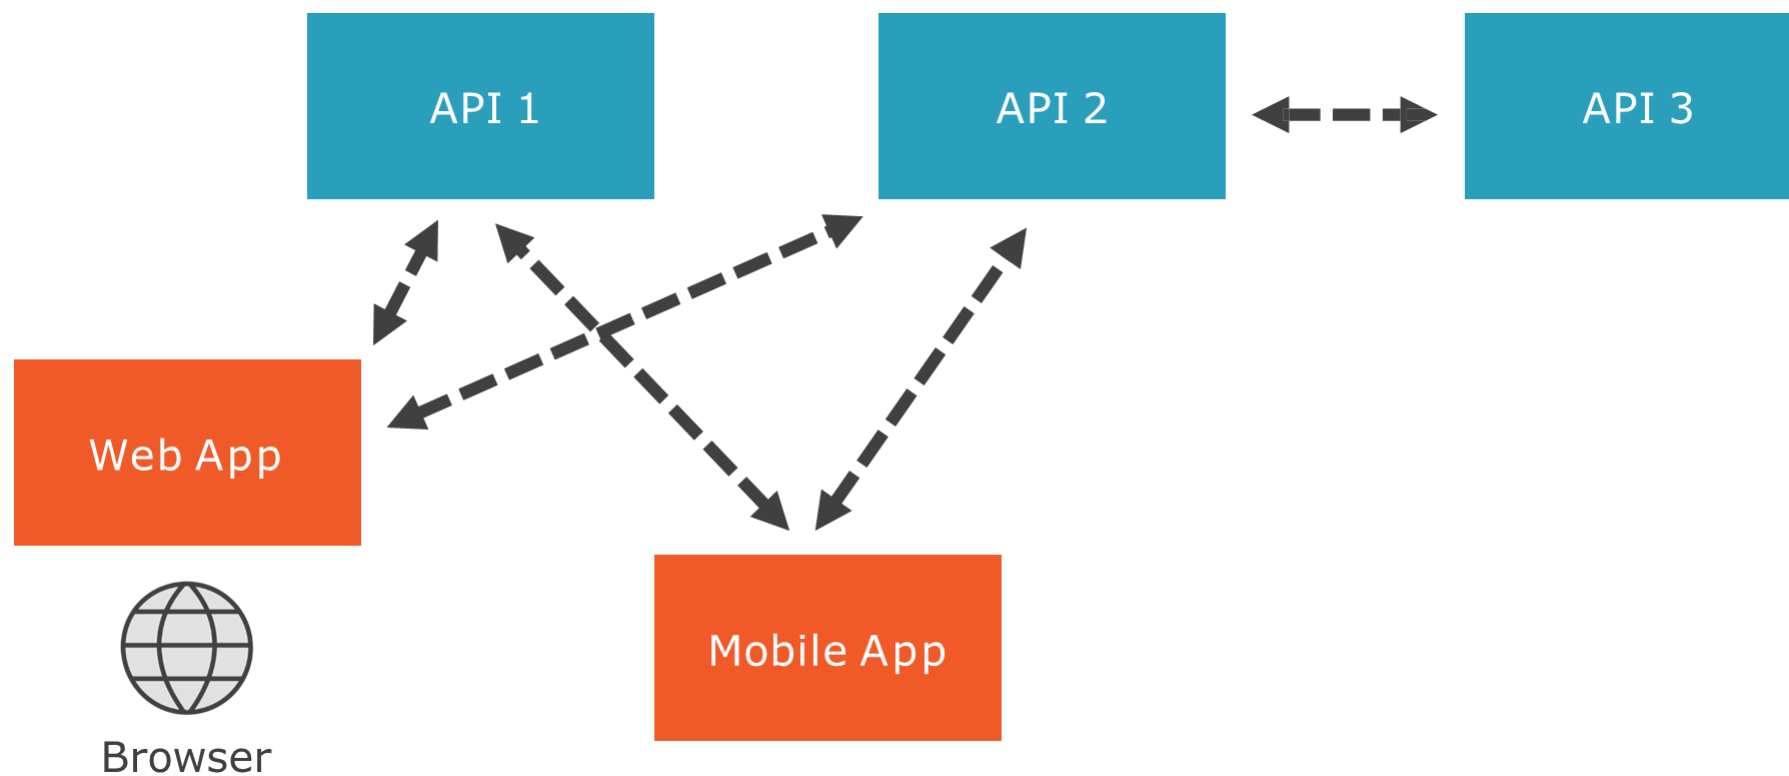 API 1
API 2
API 3
Web App
Mobile App
Browser